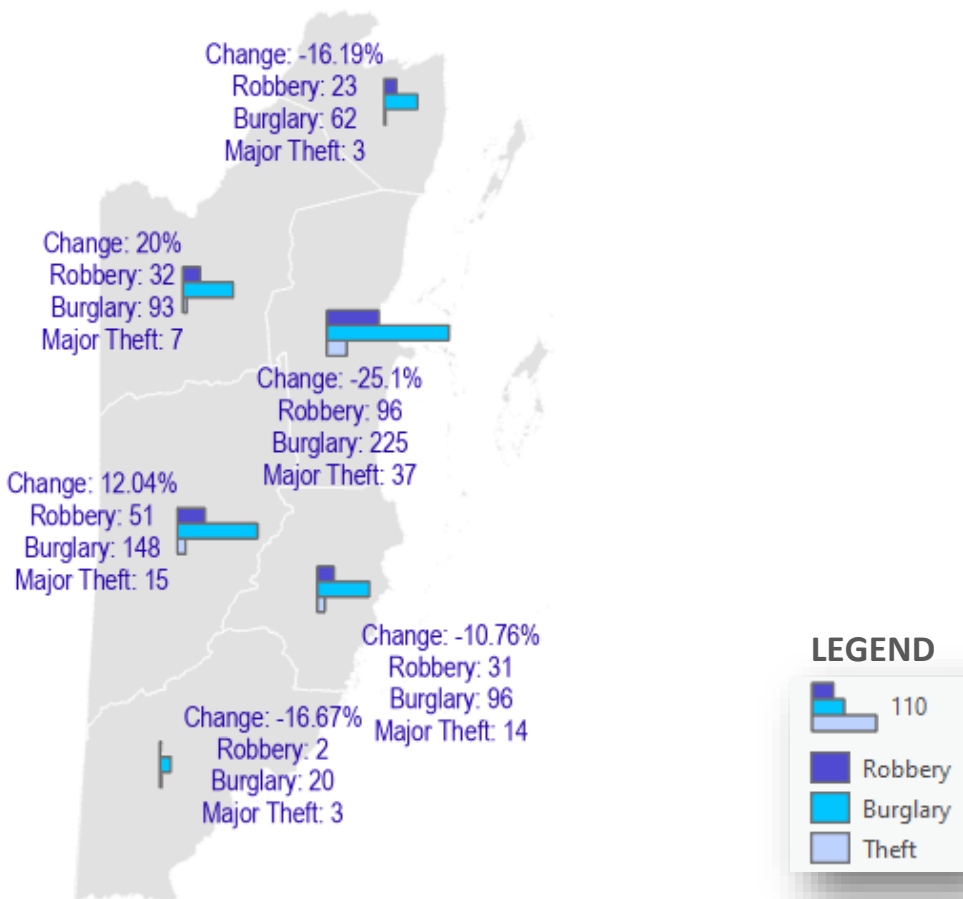 Change: -16.19%
Robbery: 23
Burglary: 62
Major Theft: 3
Change: 20%
Robbery: 32
Burglary: 93
Major Theft: 7
Change: -25.1%
Robbery: 96
Burglary: 225
Major Theft: 37
Change: 12.04%
Robbery: 51
Burglary: 148
Major Theft: 15
Change: -10.76%
Robbery: 31
Burglary: 96
Major Theft: 14
Change: -16.67%
Robbery: 2
Burglary: 20
Major Theft: 3
LEGEND
110
Robbery
Burglary
Theft